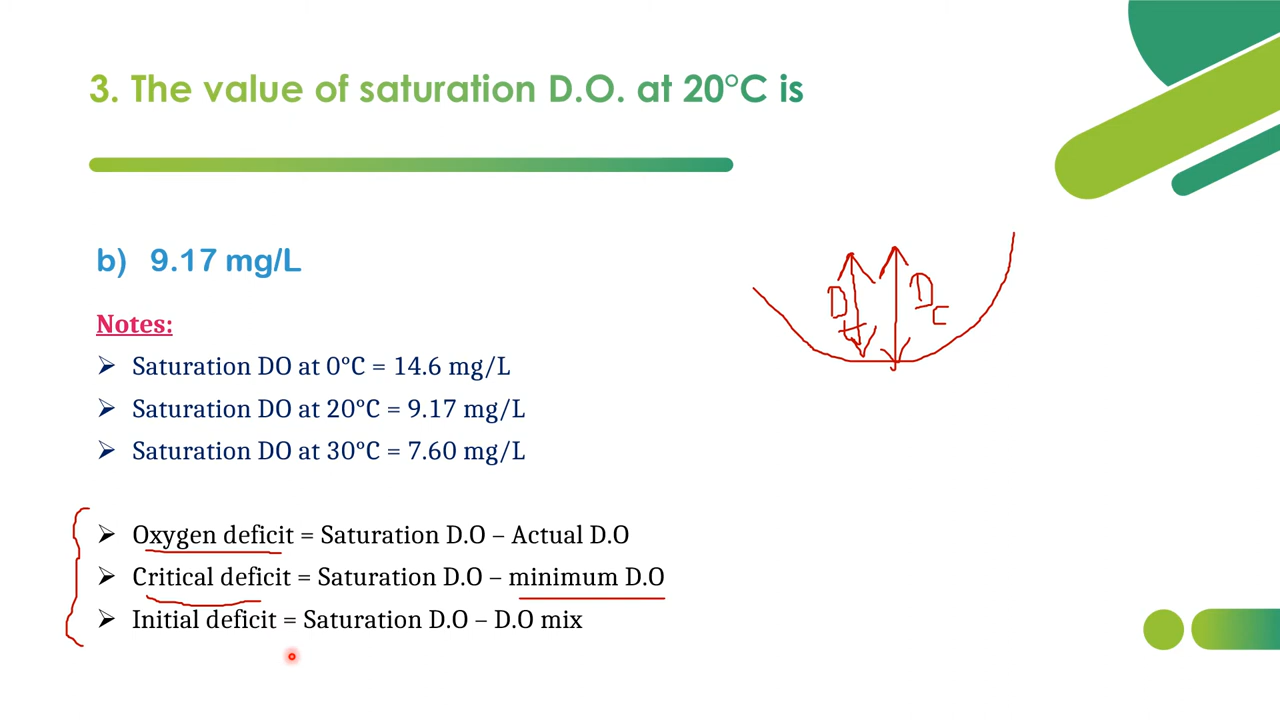 3. The value of saturation D.O. at 20°C is
b) 9.17 mg/L
Notes:
➢ Saturation DO at 0°C = 14.6 mg/L
➢ Saturation DO at 20°C = 9.17 mg/L
➢ Saturation DO at 30°C = 7.60 mg/L
➢ Oxygen deficit = Saturation D.O – Actual D.O
➢ Critical deficit = Saturation D.O – minimum D.O
➢ Initial deficit = Saturation D.O – D.O mix
Dt
Dc